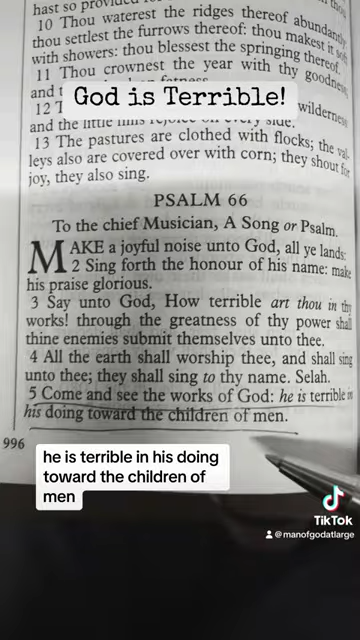 hast so
10 Thou waterest the ridges thereof abundantly
thou settlest the furrows thereof: thou makest it soft
with showers: thou blessest the springing thereof.
11 Thou crownest the year with thy goodness
and
God is Terrible!
12
wilderness
and the little hills rejoice on every side.
13 The pastures are clothed with flocks; the val
leys also are covered over with corn; they shout for
joy, they also sing.
PSALM 66
To the chief Musician, A Song or Psalm.
MAKE a joyful noise unto God, all ye lands:
2 Sing forth the honour of his name: make
his praise glorious.
3 Say unto God, How terrible art thou in thy
works! through the greatness of thy power shall
thine enemies submit themselves unto thee.
4 All the earth shall worship thee, and shall sing
unto thee; they shall sing to thy name. Selah.
5 Come and see the works of God: he is terrible in
his doing toward the children of men.
996
he is terrible in his doing
toward the children of
men
TikTok
@manofgodatlarge